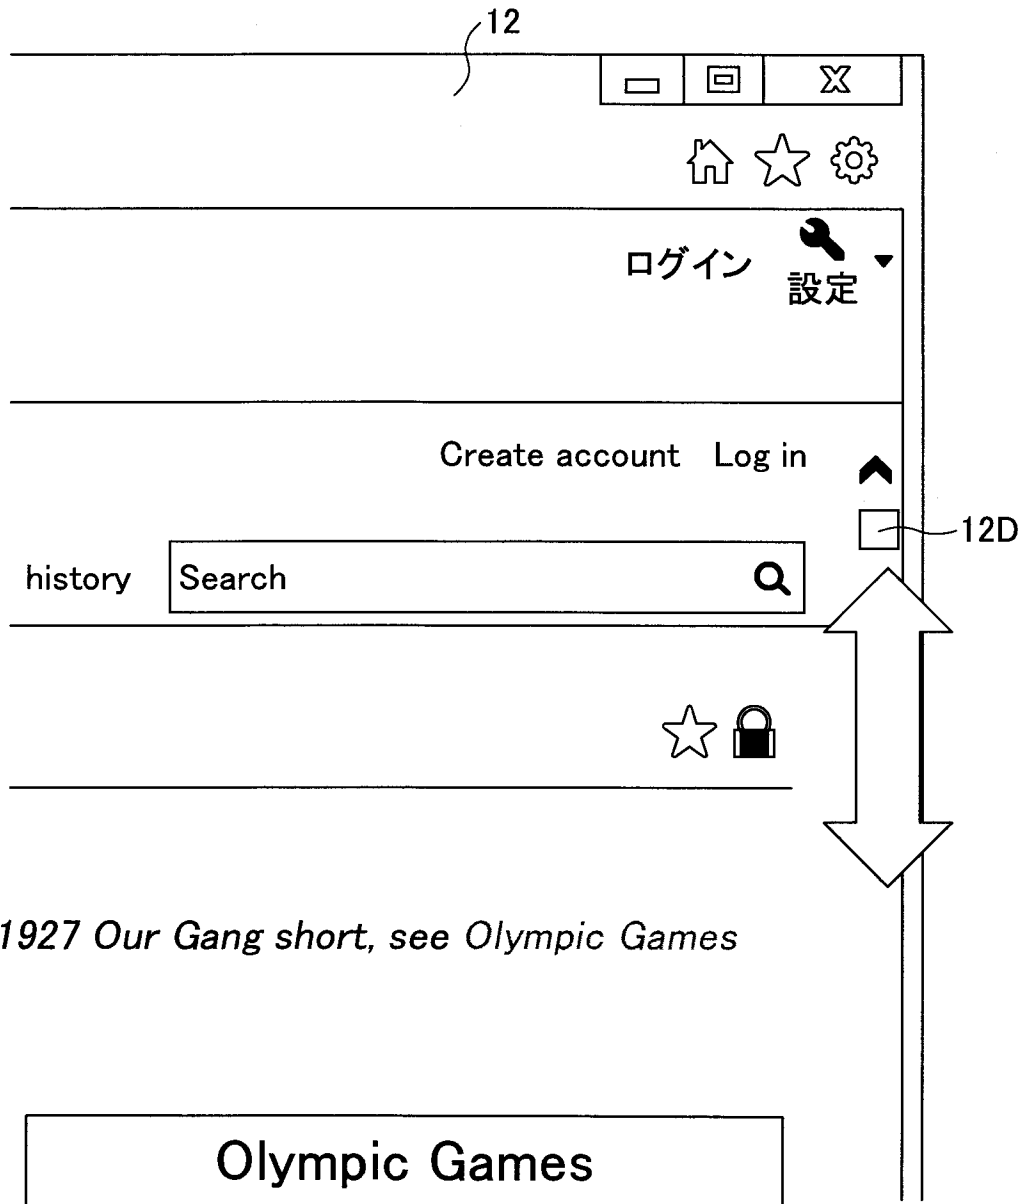 12
X
ログイン
設定
Create account Log in
12D
history Search
1927 Our Gang short, see Olympic Games
Olympic Games